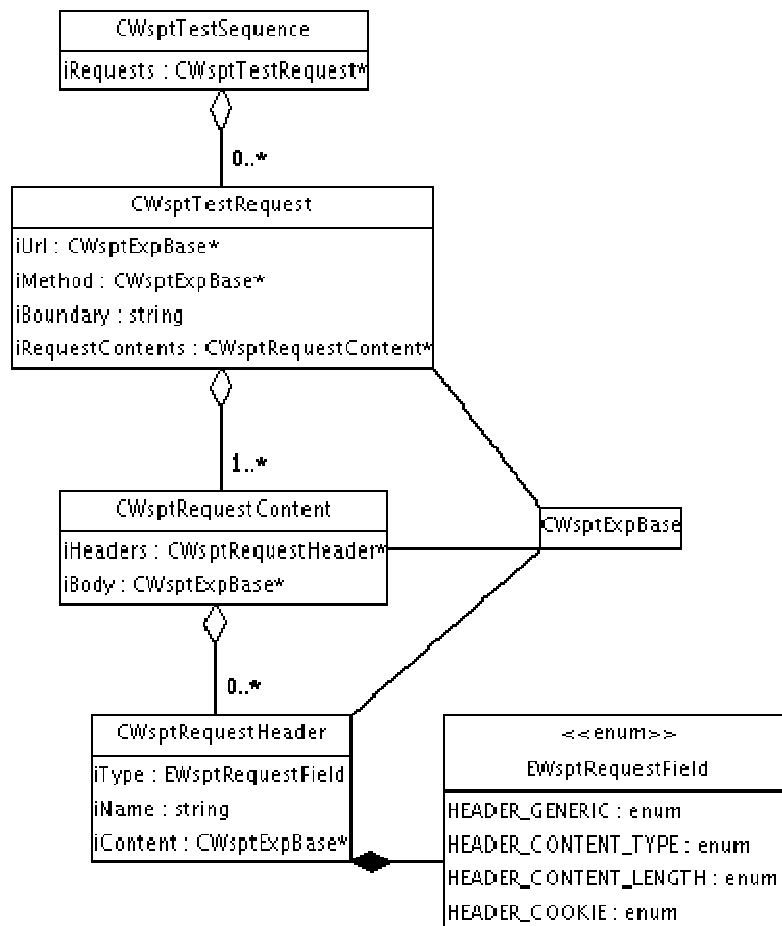 CWsptTestSequence
iRequests : CWsptTestRequest*
0..*
CWsptTestRequest
iUrl : CWsptExpBase*
iMethod : CWsptExpBase*
iBoundary : string
iRequestContents : CWsptRequestContent*
1..*
CWsptRequestContent
iHeaders : CWsptRequestHeader*
iBody : CWsptExpBase*
CWsptExpBase
0..*
CWsptRequestHeader
iType : EWsptRequestField
iName : string
iContent : CWsptExpBase*
<<enum>>
EWsptRequestField
HEADER_GENERIC : enum
HEADER_CONTENT_TYPE : enum
HEADER_CONTENT_LENGTH : enum
HEADER_COOKIE : enum